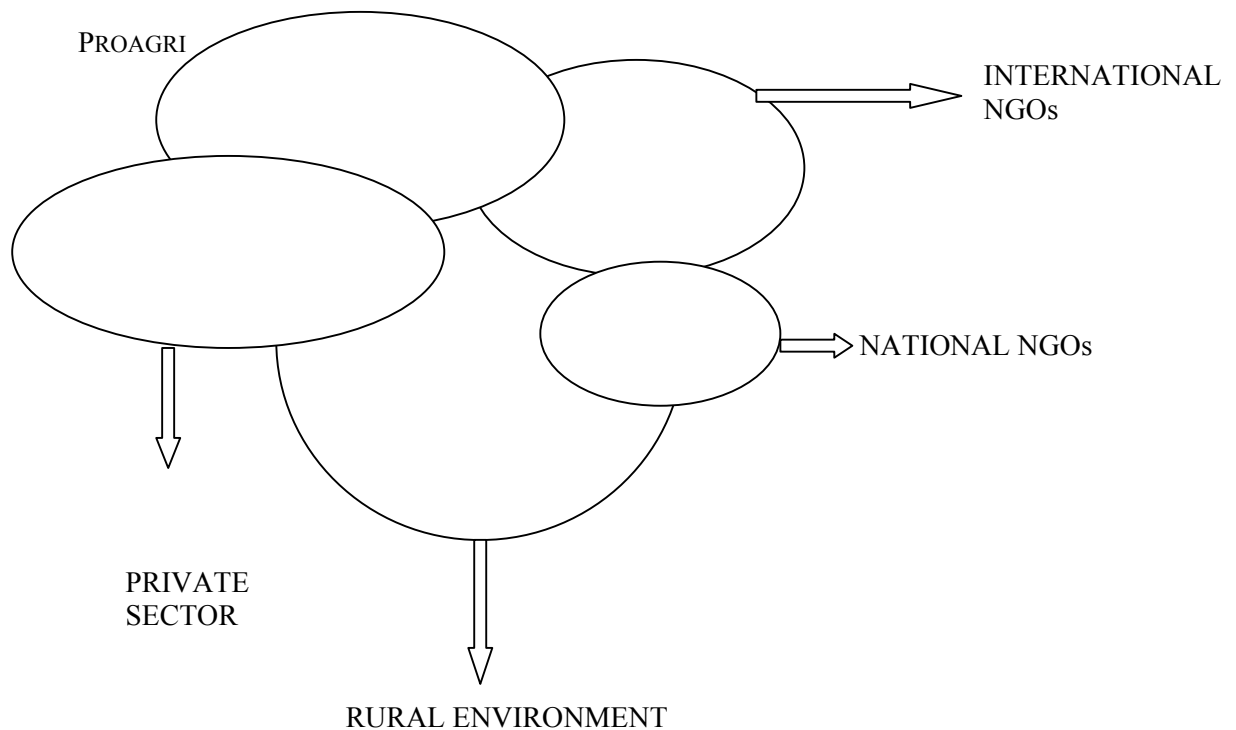 PROAGRI
INTERNATIONAL
NGOs
NATIONAL NGOs
PRIVATE
SECTOR
RURAL ENVIRONMENT